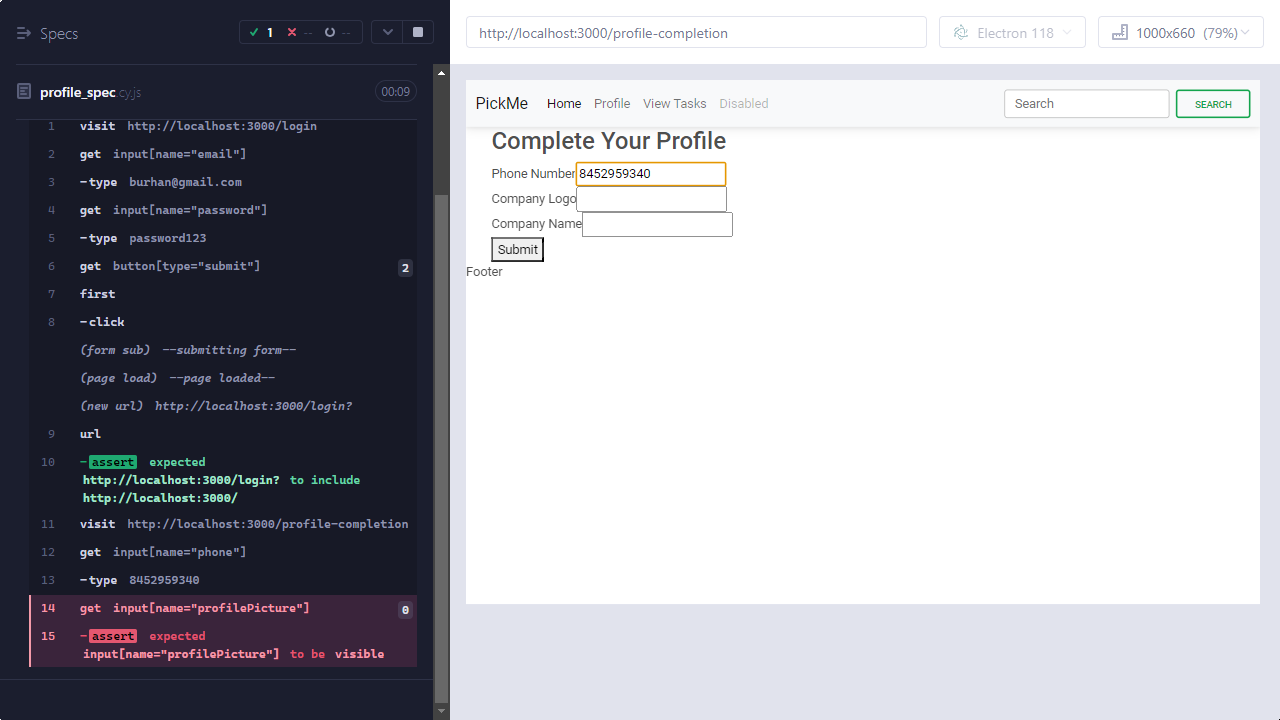 Specs
1 -- --
profile_spec.cy.js 00:09
1 visit http://localhost:3000/login
2 get input[name="email"]
3 -type burhan@gmail.com
4 get input[name="password"]
5 -type password123
6 get button[type="submit"] 2
7 first
8 -click
(form sub) --submitting form--
(page load) --page loaded--
(new url) http://localhost:3000/login?
9 url
10 -assert expected
http://localhost:3000/login? to include
http://localhost:3000/
11 visit http://localhost:3000/profile-completion
12 get input[name="phone"]
13 -type 8452959340
14 get input[name="profilePicture"] 0
15 -assert expected
input[name="profilePicture"] to be visible
http://localhost:3000/profile-completion
Electron 118
1000x660 (79%)
PickMe Home Profile View Tasks Disabled Search SEARCH
Complete Your Profile
Phone Number 8452959340
Company Logo
Company Name
Submit
Footer